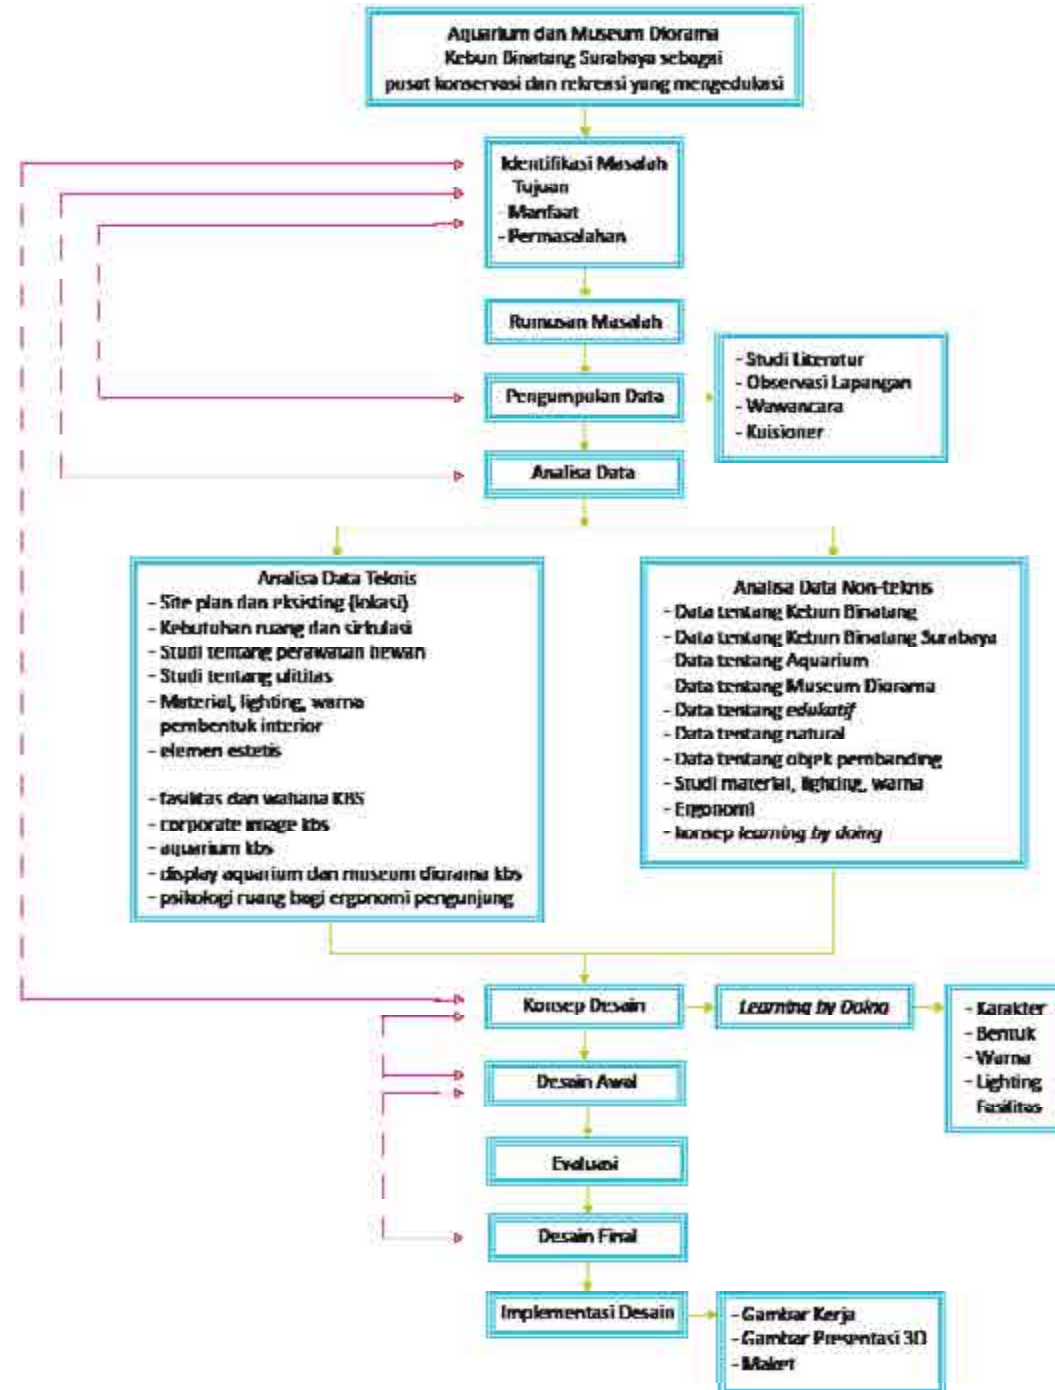 Aquarium dan Museum Diorama
Kebun Binatang Surabaya sebagai
pusat konservasi dan rekreasi yang mengedukasi
Identifikasi Masalah
Tujuan
- Manfaat
- Permasalahan
Rumusan Masalah
Pengumpulan Data
- Studi Literatur
- Observasi Lapangan
- Wawancara
- Kuisioner
Analisa Data
Analisa Data Teknis
- Site plan dan eksisting (lokasi)
- Kebutuhan ruang dan sirkulasi
- Studi tentang perawatan hewan
- Studi tentang
- Material, lighting, warna
pembentuk interior
- elemen estetis
- fasilitas dan wahana KBS
- corporate image kbs
- aquarium kbs
- display aquarium dan museum diorama kbs
- psikologi ruang bagi ergonomi pengunjung
Analisa Data Non-teknis
- Data tentang Kebun Binatang
- Data tentang Kebun Binatang Surabaya
Data tentang Aquarium
Data tentang Museum Diorama
- Data tentang edukatif
- Data tentang natural
- Data tentang objek pembanding
- Studi material, lighting, warna
- Ergonomi
- konsep learning by doing
Konsep Desain
Learning by Doing
- Karakter
- Bentuk
- Warna
- Lighting
Fasilitas
Desain Awal
Evaluasi
Desain Final
Implementasi Desain
- Gambar Kerja
- Gambar Presentasi 3D
- Maket